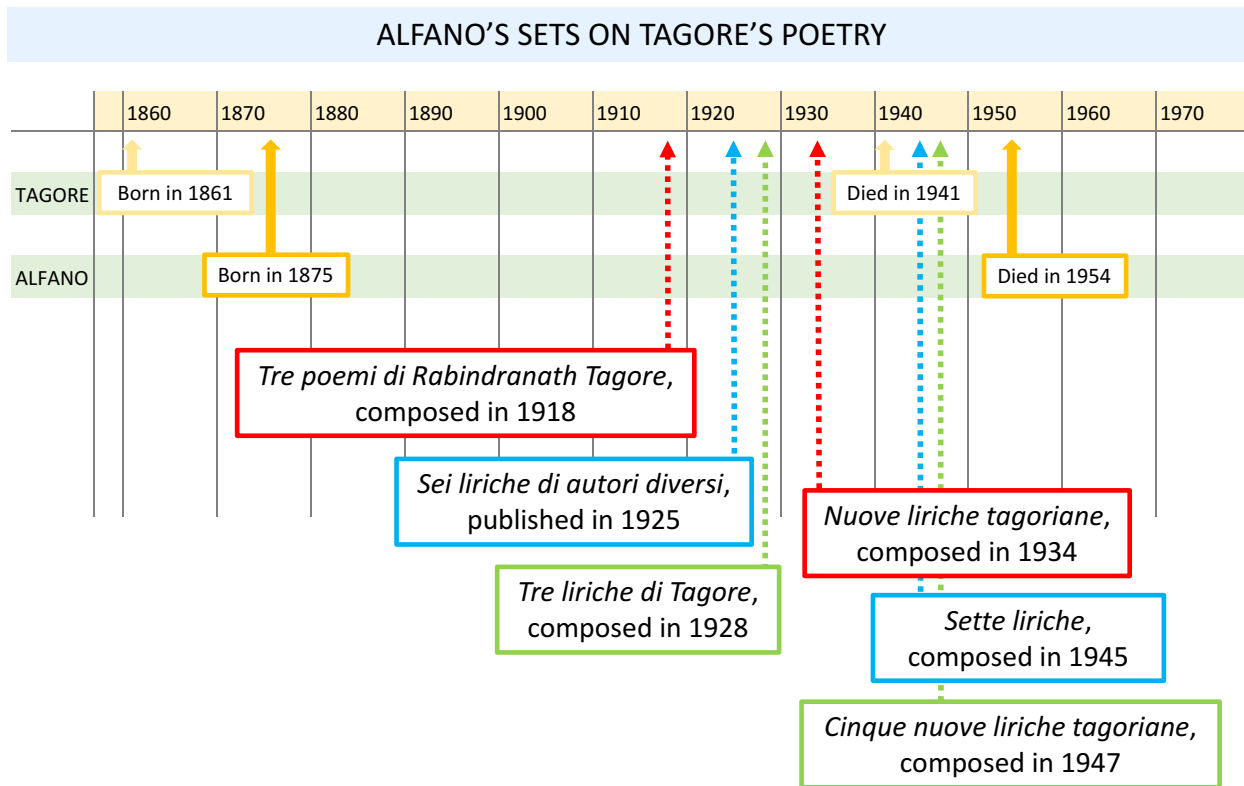 ALFANO’S SETS ON TAGORE’S POETRY
1860 1870 1880 1890 1900 1910 1920 1930 1940 1950 1960 1970
TAGORE
Born in 1861
Died in 1941
ALFANO
Born in 1875
Died in 1954
Tre poemi di Rabindranath Tagore,
composed in 1918
Sei liriche di autori diversi,
published in 1925
Nuove liriche tagoriane,
composed in 1934
Tre liriche di Tagore,
composed in 1928
Sette liriche,
composed in 1945
Cinque nuove liriche tagoriane,
composed in 1947